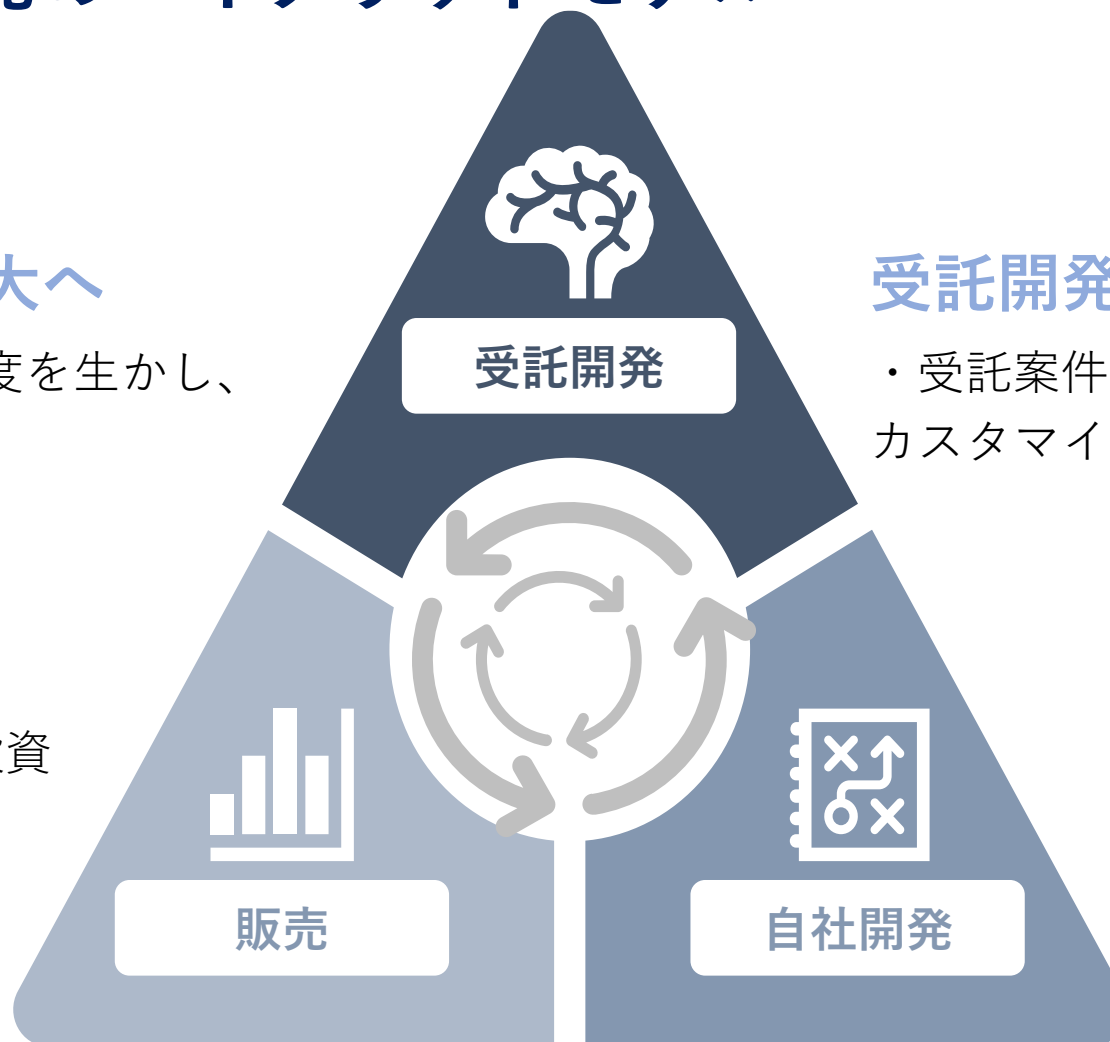 大へ
受託開発
度を生かし、
・受託案件
カスタマイ
受託開発
資
販売
自社開発